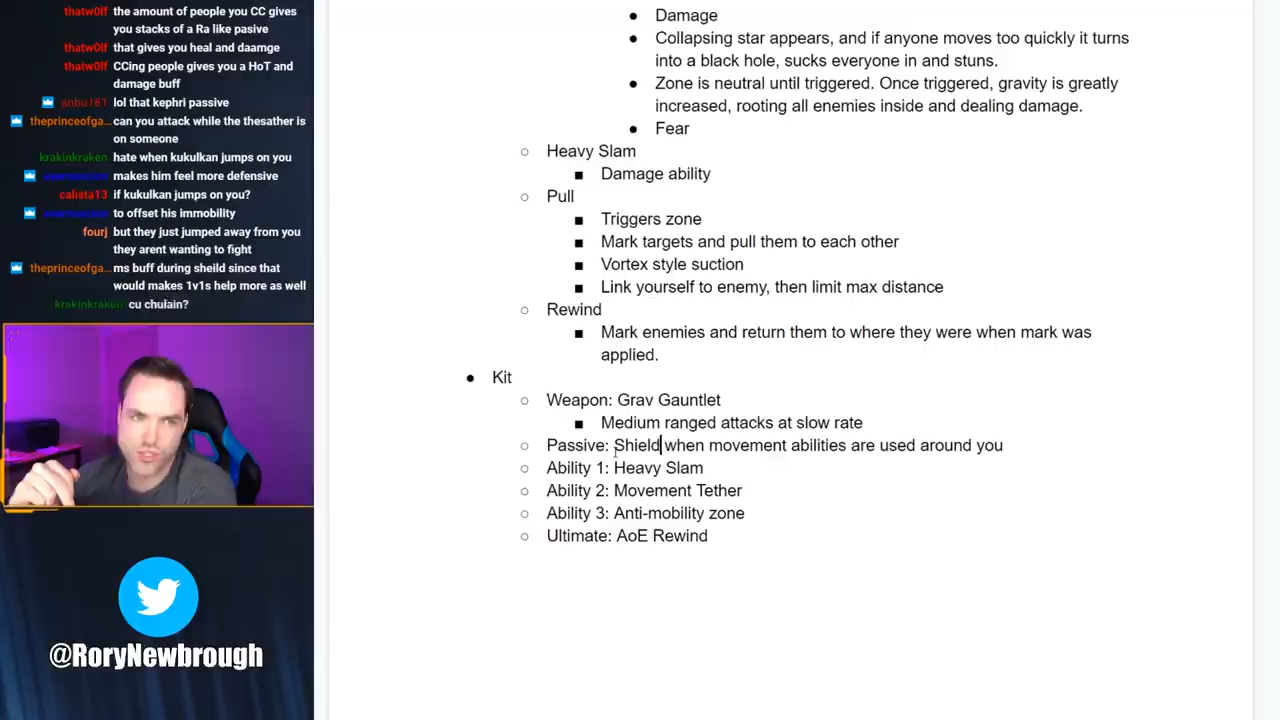 thatw0lf the amount of people you CC gives
you stacks of a Ra like pasive
thatw0lf that gives you heal and daamge
thatw0lf CCing people gives you a HoT and
damage buff
anbu181 lol that kephri passive
theprinceofga... can you attack while the thesather is
on someone
krakinkraken hate when kukulkan jumps on you
makes him feel more defensive
calista13 if kukulkan jumps on you?
to offset his immobility
fourj but they just jumped away from you
they arent wanting to fight
theprinceofga... ms buff during sheild since that
would makes 1v1s help more as well
krakinkraken cu chulain?
@RoryNewbrough
Damage
Collapsing star appears, and if anyone moves too quickly it turns
into a black hole, sucks everyone in and stuns.
Zone is neutral until triggered. Once triggered, gravity is greatly
increased, rooting all enemies inside and dealing damage.
Fear
Heavy Slam
Damage ability
Pull
Triggers zone
Mark targets and pull them to each other
Vortex style suction
Link yourself to enemy, then limit max distance
Rewind
Mark enemies and return them to where they were when mark was
applied.
Kit
Weapon: Grav Gauntlet
Medium ranged attacks at slow rate
Passive: Shield when movement abilities are used around you
Ability 1: Heavy Slam
Ability 2: Movement Tether
Ability 3: Anti-mobility zone
Ultimate: AoE Rewind